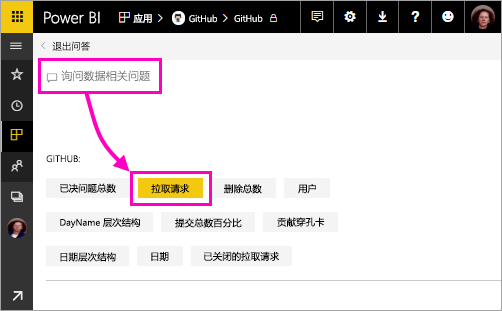 Power BI 应用 > GitHub > GitHub
< 退出问答
询问数据相关问题
GITHUB:
已决问题总数 拉取请求 删除总数 用户
DayName 层次结构 提交总数百分比 贡献穿孔卡
日期层次结构 日期 已关闭的拉取请求